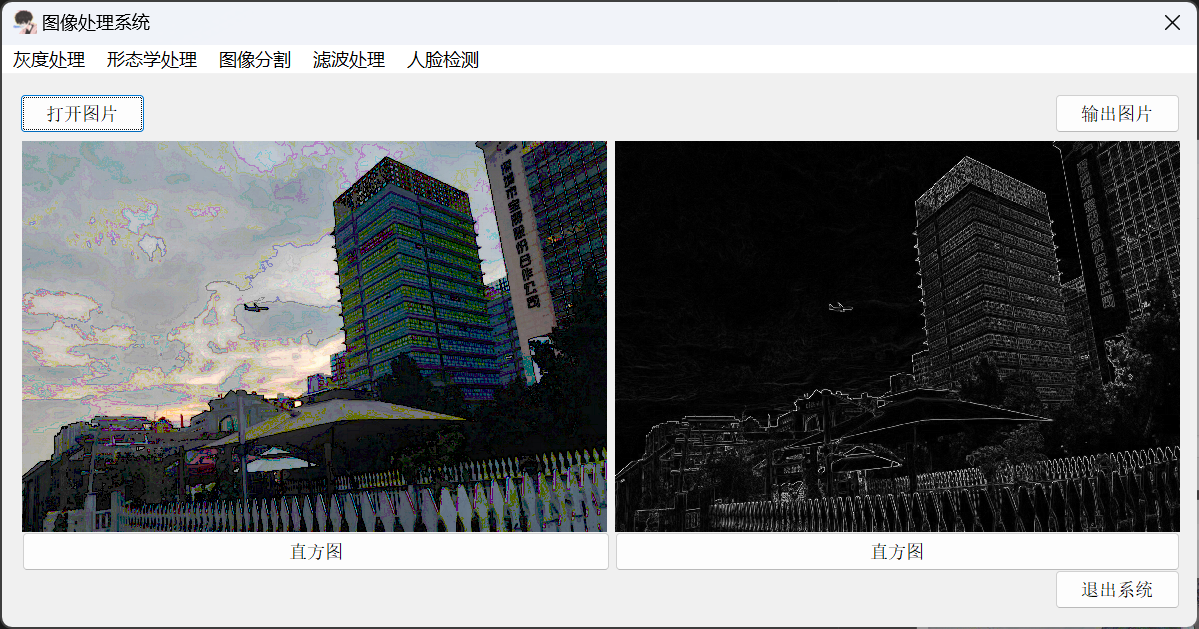 图像处理系统
灰度处理 形态学处理 图像分割 滤波处理 人脸检测
打开图片
输出图片
直方图
直方图
退出系统